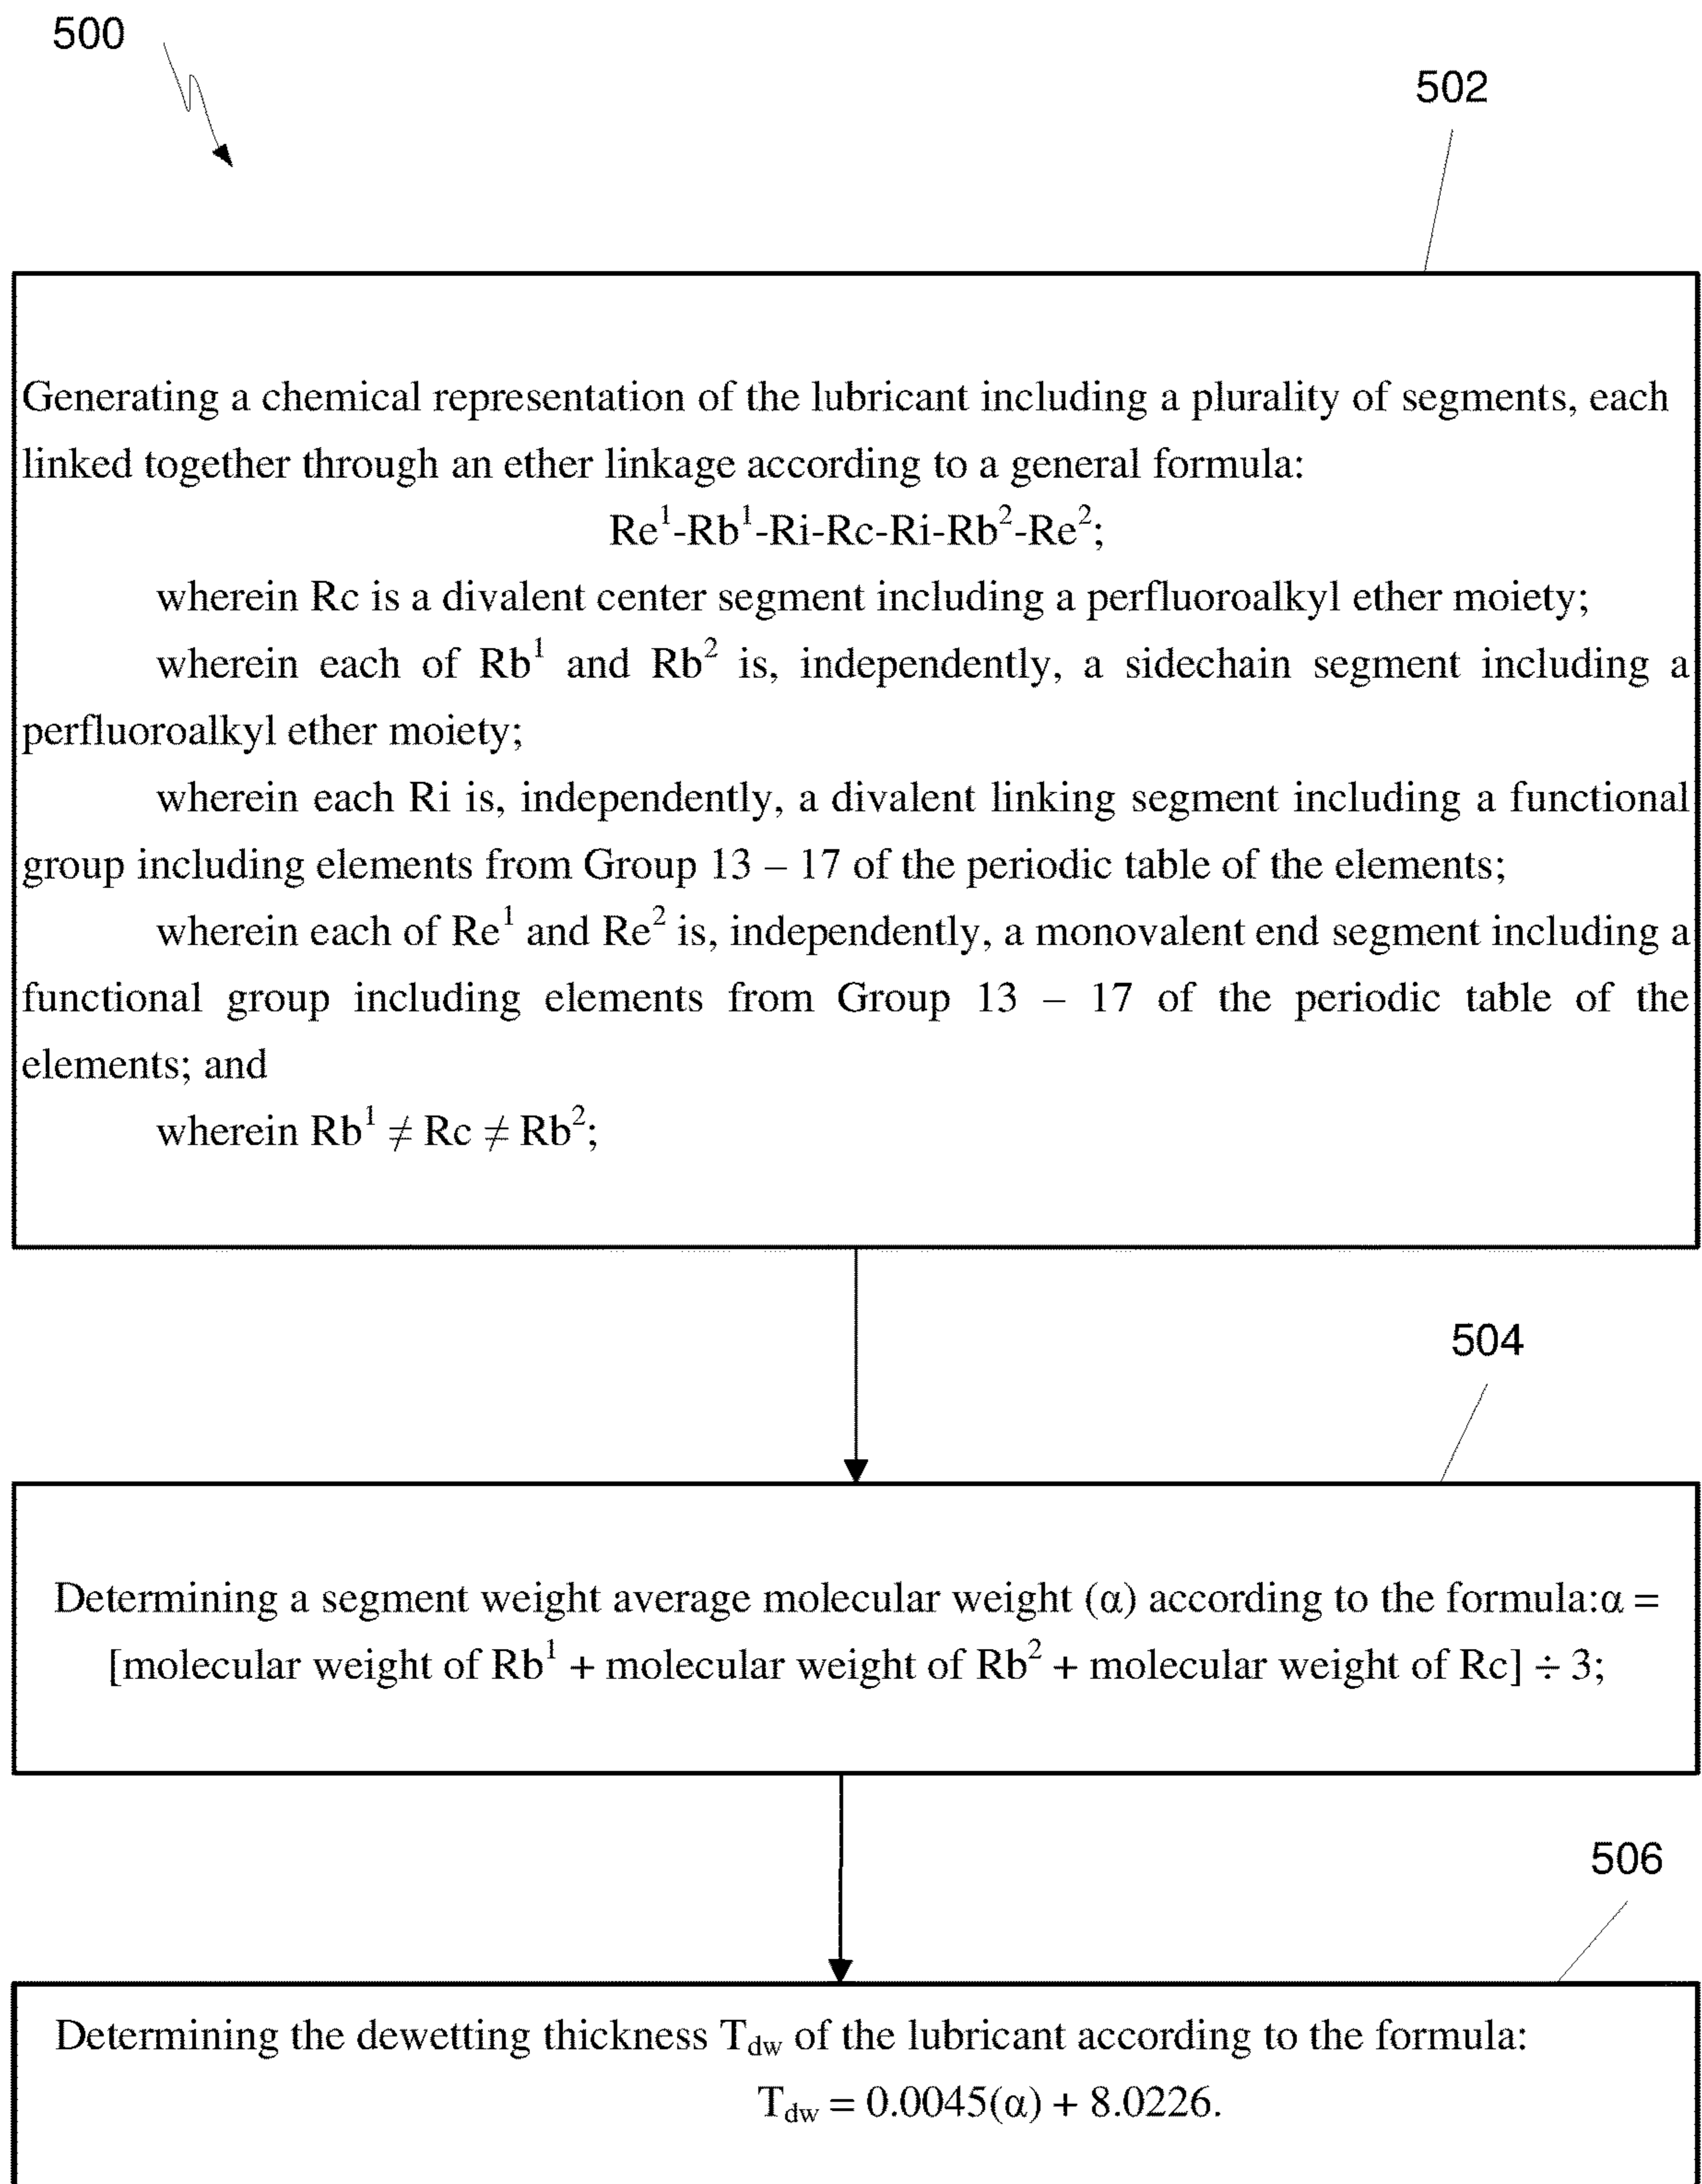 500
502
Generating a chemical representation of the lubricant including a plurality of segments, each
linked together through an ether linkage according to a general formula:
Re¹-Rb¹-Ri-Rc-Ri-Rb²-Re²;
wherein Rc is a divalent center segment including a perfluoroalkyl ether moiety;
wherein each of Rb¹ and Rb² is, independently, a sidechain segment including a
perfluoroalkyl ether moiety;
wherein each Ri is, independently, a divalent linking segment including a functional
group including elements from Group 13 – 17 of the periodic table of the elements;
wherein each of Re¹ and Re² is, independently, a monovalent end segment including a
functional group including elements from Group 13 – 17 of the periodic table of the
elements; and
wherein Rb¹ ≠ Rc ≠ Rb²;
504
Determining a segment weight average molecular weight (α) according to the formula:α =
[molecular weight of Rb¹ + molecular weight of Rb² + molecular weight of Rc] ÷ 3;
506
Determining the dewetting thickness T_dw of the lubricant according to the formula:
T_dw = 0.0045(α) + 8.0226.